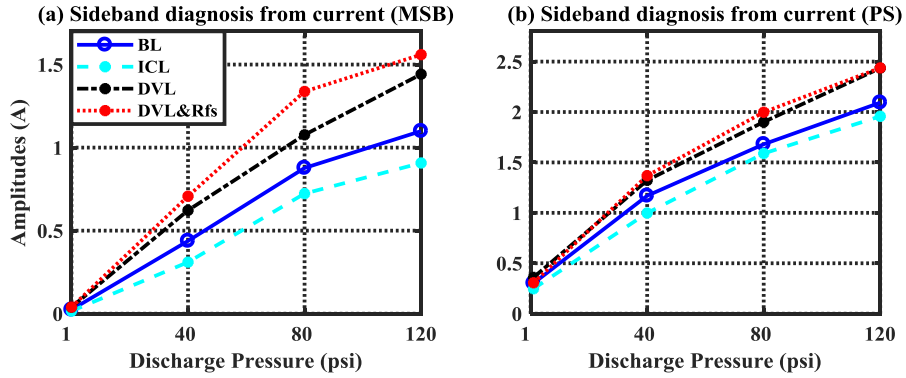 (a) Sideband diagnosis from current (MSB)
BL
ICL
DVL
DVL&Rfs
1.5
1
0.5
0
1 40 80 120
Amplitudes (A)
Discharge Pressure (psi)
(b) Sideband diagnosis from current (PS)
2.5
2
1.5
1
0.5
0
1 40 80 120
Discharge Pressure (psi)